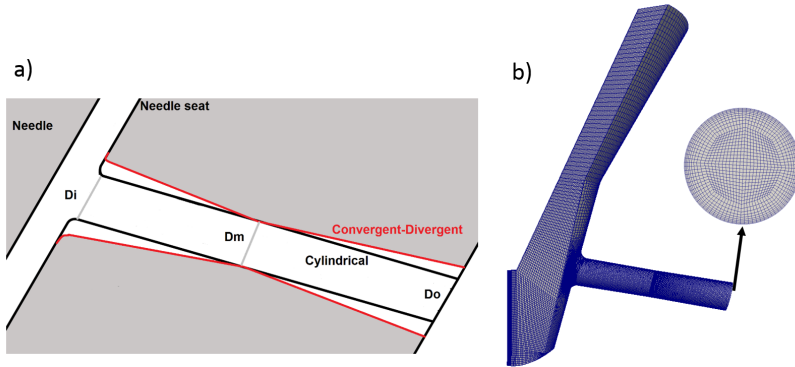 a)
Needle
Needle seat
Di
Dm
Convergent-Divergent
Cylindrical
Do
b)